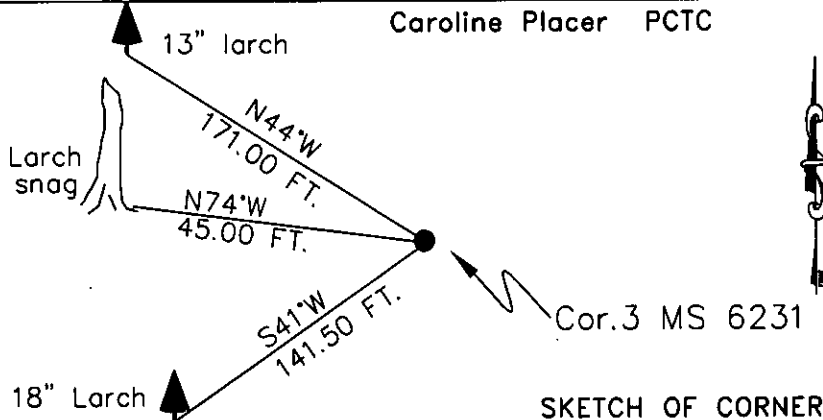 Caroline Placer PCTC
13" larch
N44°W
171.00 FT.
Larch
snag
N74°W
45.00 FT.
S41°W
141.50 FT.
Cor.3 MS 6231
18" Larch
SKETCH OF CORNER